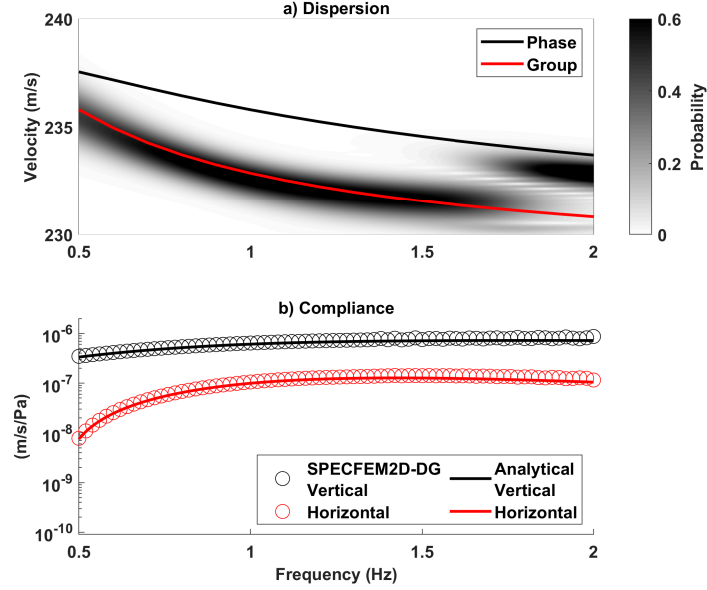 a) Dispersion
240
235
230
Velocity (m/s)
Phase
Group
0.5
1
1.5
2
0.6
0.4
0.2
0
Probability
b) Compliance
10-6
10-7
10-8
10-9
10-10
(m/s/Pa)
SPECFEM2D-DG
Vertical
Horizontal
Analytical
Vertical
Horizontal
0.5
1
1.5
2
Frequency (Hz)